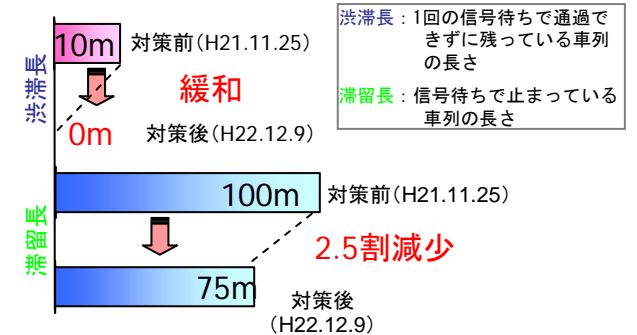 渋滞長：1回の信号待ちで通過で
きずに残っている車列
の長さ
滞留長：信号待ちで止まっている
車列の長さ
渋滞長
10m 対策前(H21.11.25)
緩和
0m 対策後(H22.12.9)
滞留長
100m 対策前(H21.11.25)
2.5割減少
75m 対策後
(H22.12.9)